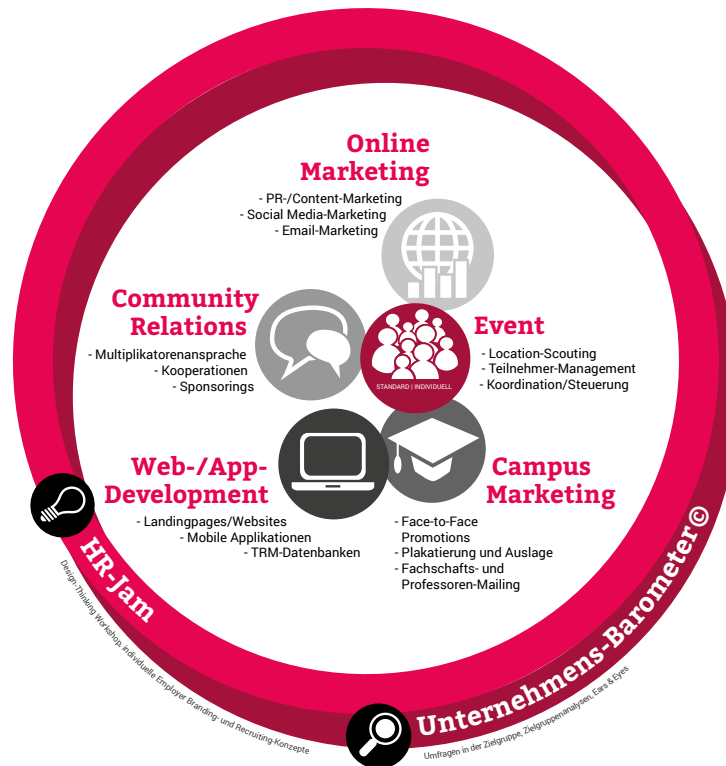 Online
Marketing
- PR-/Content-Marketing
- Social Media-Marketing
- Email-Marketing
Community
Relations
- Multiplikatorenansprache
- Kooperationen
- Sponsorings
Event
- Location-Scouting
- Teilnehmer-Management
- Koordination/Steuerung
STANDARD | INDIVIDUELL
Web-/App-
Development
- Landingpages/Websites
- Mobile Applikationen
- TRM-Datenbanken
Campus
Marketing
- Face-to-Face
Promotions
- Plakatierung und Auslage
- Fachschafts- und
Professoren-Mailing
HR-Jam
Design-Thinking Workshop, individuelle Employer Branding- und Recruiting-Konzepte
Unternehmens-Barometer©
Umfragen in der Zielgruppe, Zielgruppenanalysen, Ears & Eyes